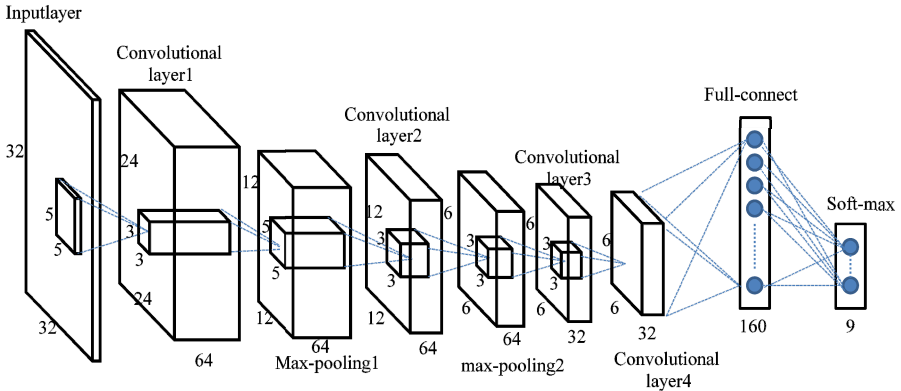 Inputlayer
Convolutional
layer1
Convolutional
layer2
Convolutional
layer3
Full-connect
Soft-max
32
5
5
32
24
3
3
24
64
12
5
5
12
64
Max-pooling1
12
3
3
12
64
6
3
3
6
64
max-pooling2
6
3
3
6
32
6
6
32
Convolutional
layer4
160
9